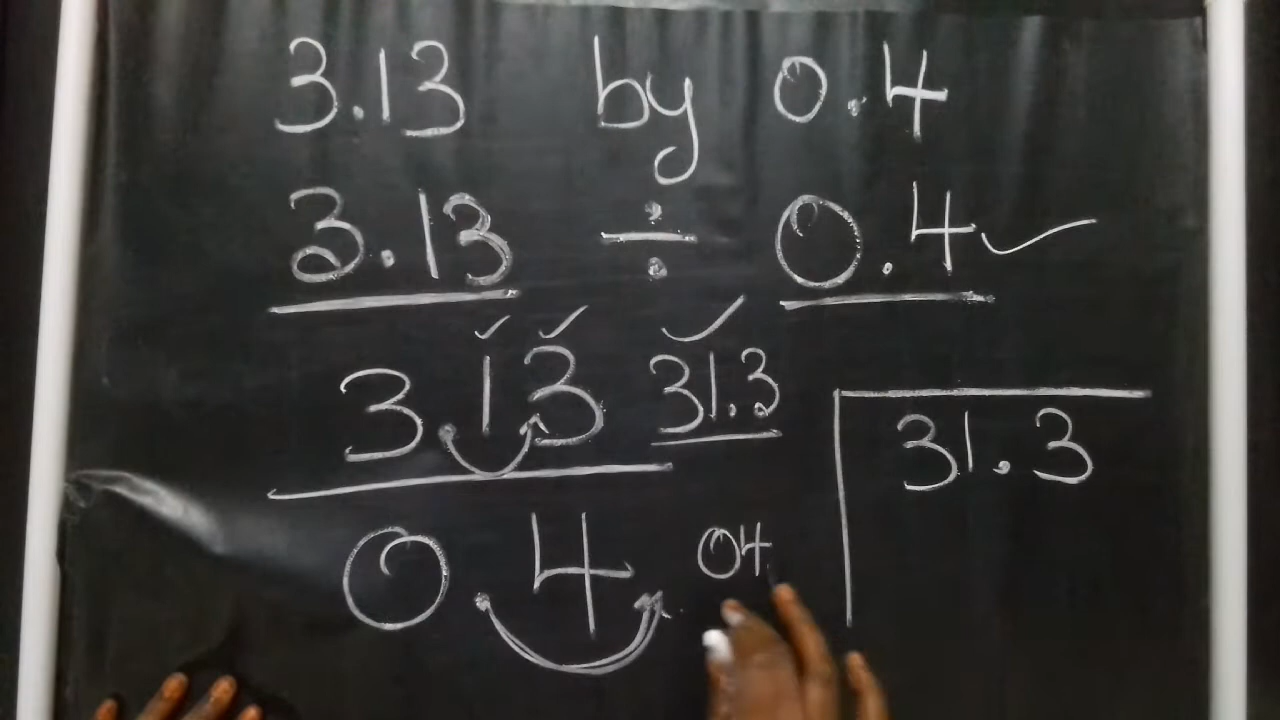 3.13 by 0.4
3.13 ÷ 0.4 ✓
3.13 31.3
0.4 04
31.3